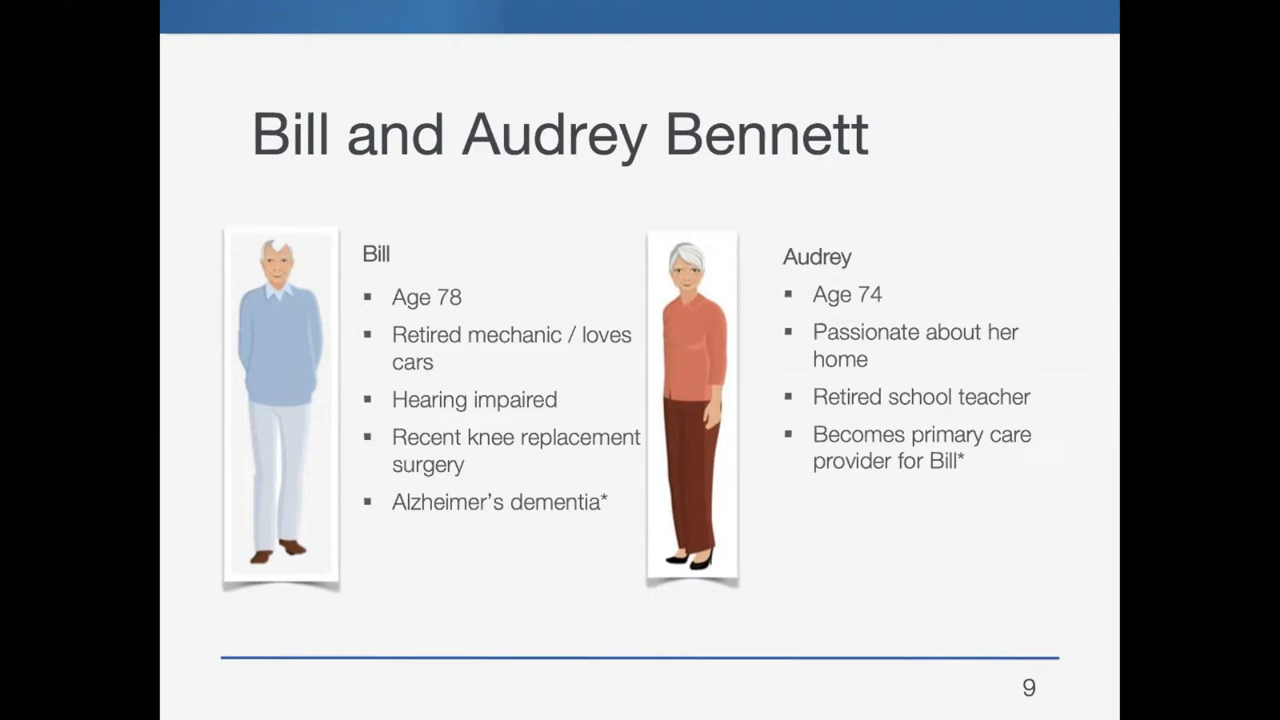 Bill and Audrey Bennett
Bill
▪ Age 78
▪ Retired mechanic / loves
cars
▪ Hearing impaired
▪ Recent knee replacement
surgery
▪ Alzheimer’s dementia*
Audrey
▪ Age 74
▪ Passionate about her
home
▪ Retired school teacher
▪ Becomes primary care
provider for Bill*
9